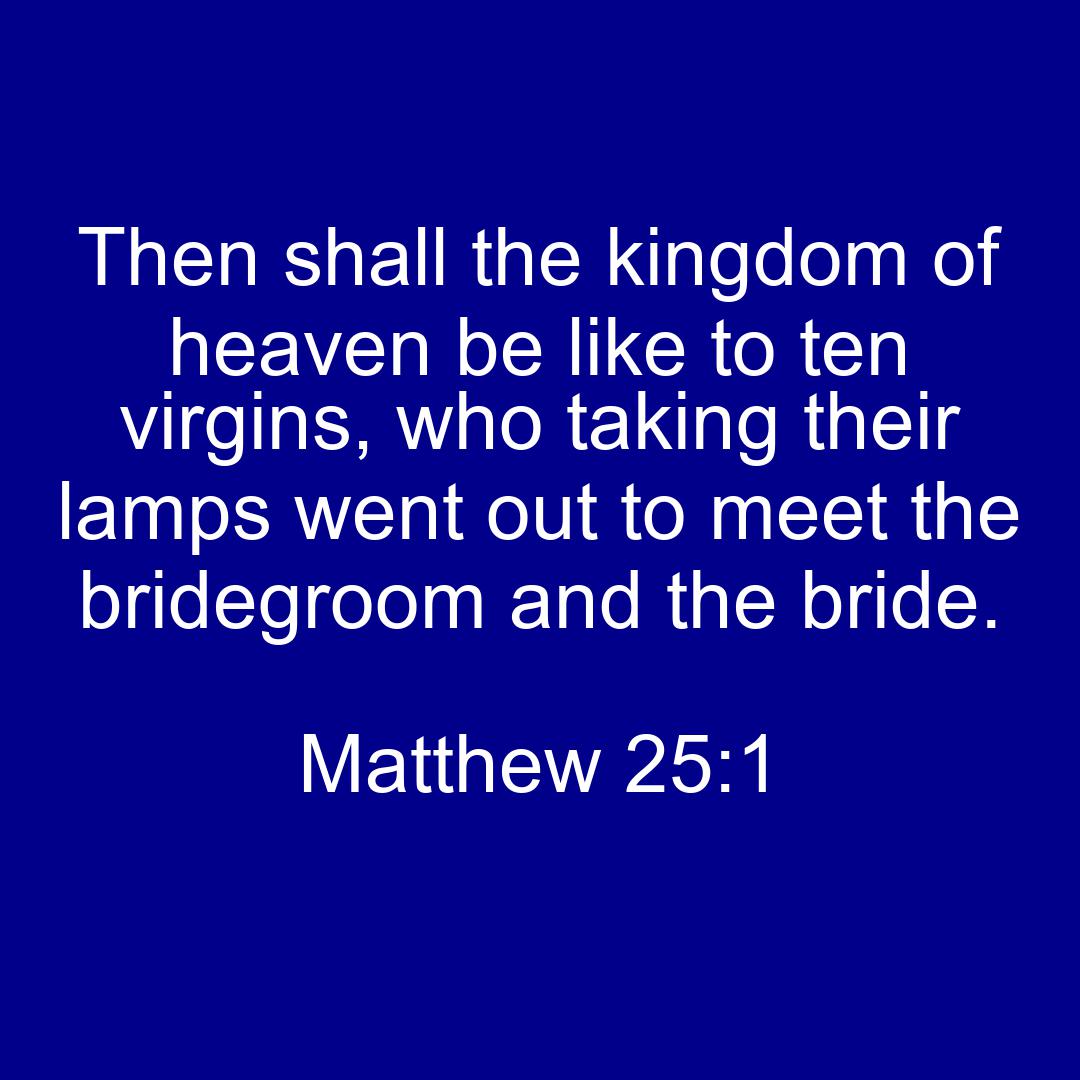 Then shall the kingdom of
heaven be like to ten
virgins, who taking their
lamps went out to meet the
bridegroom and the bride.
Matthew 25:1